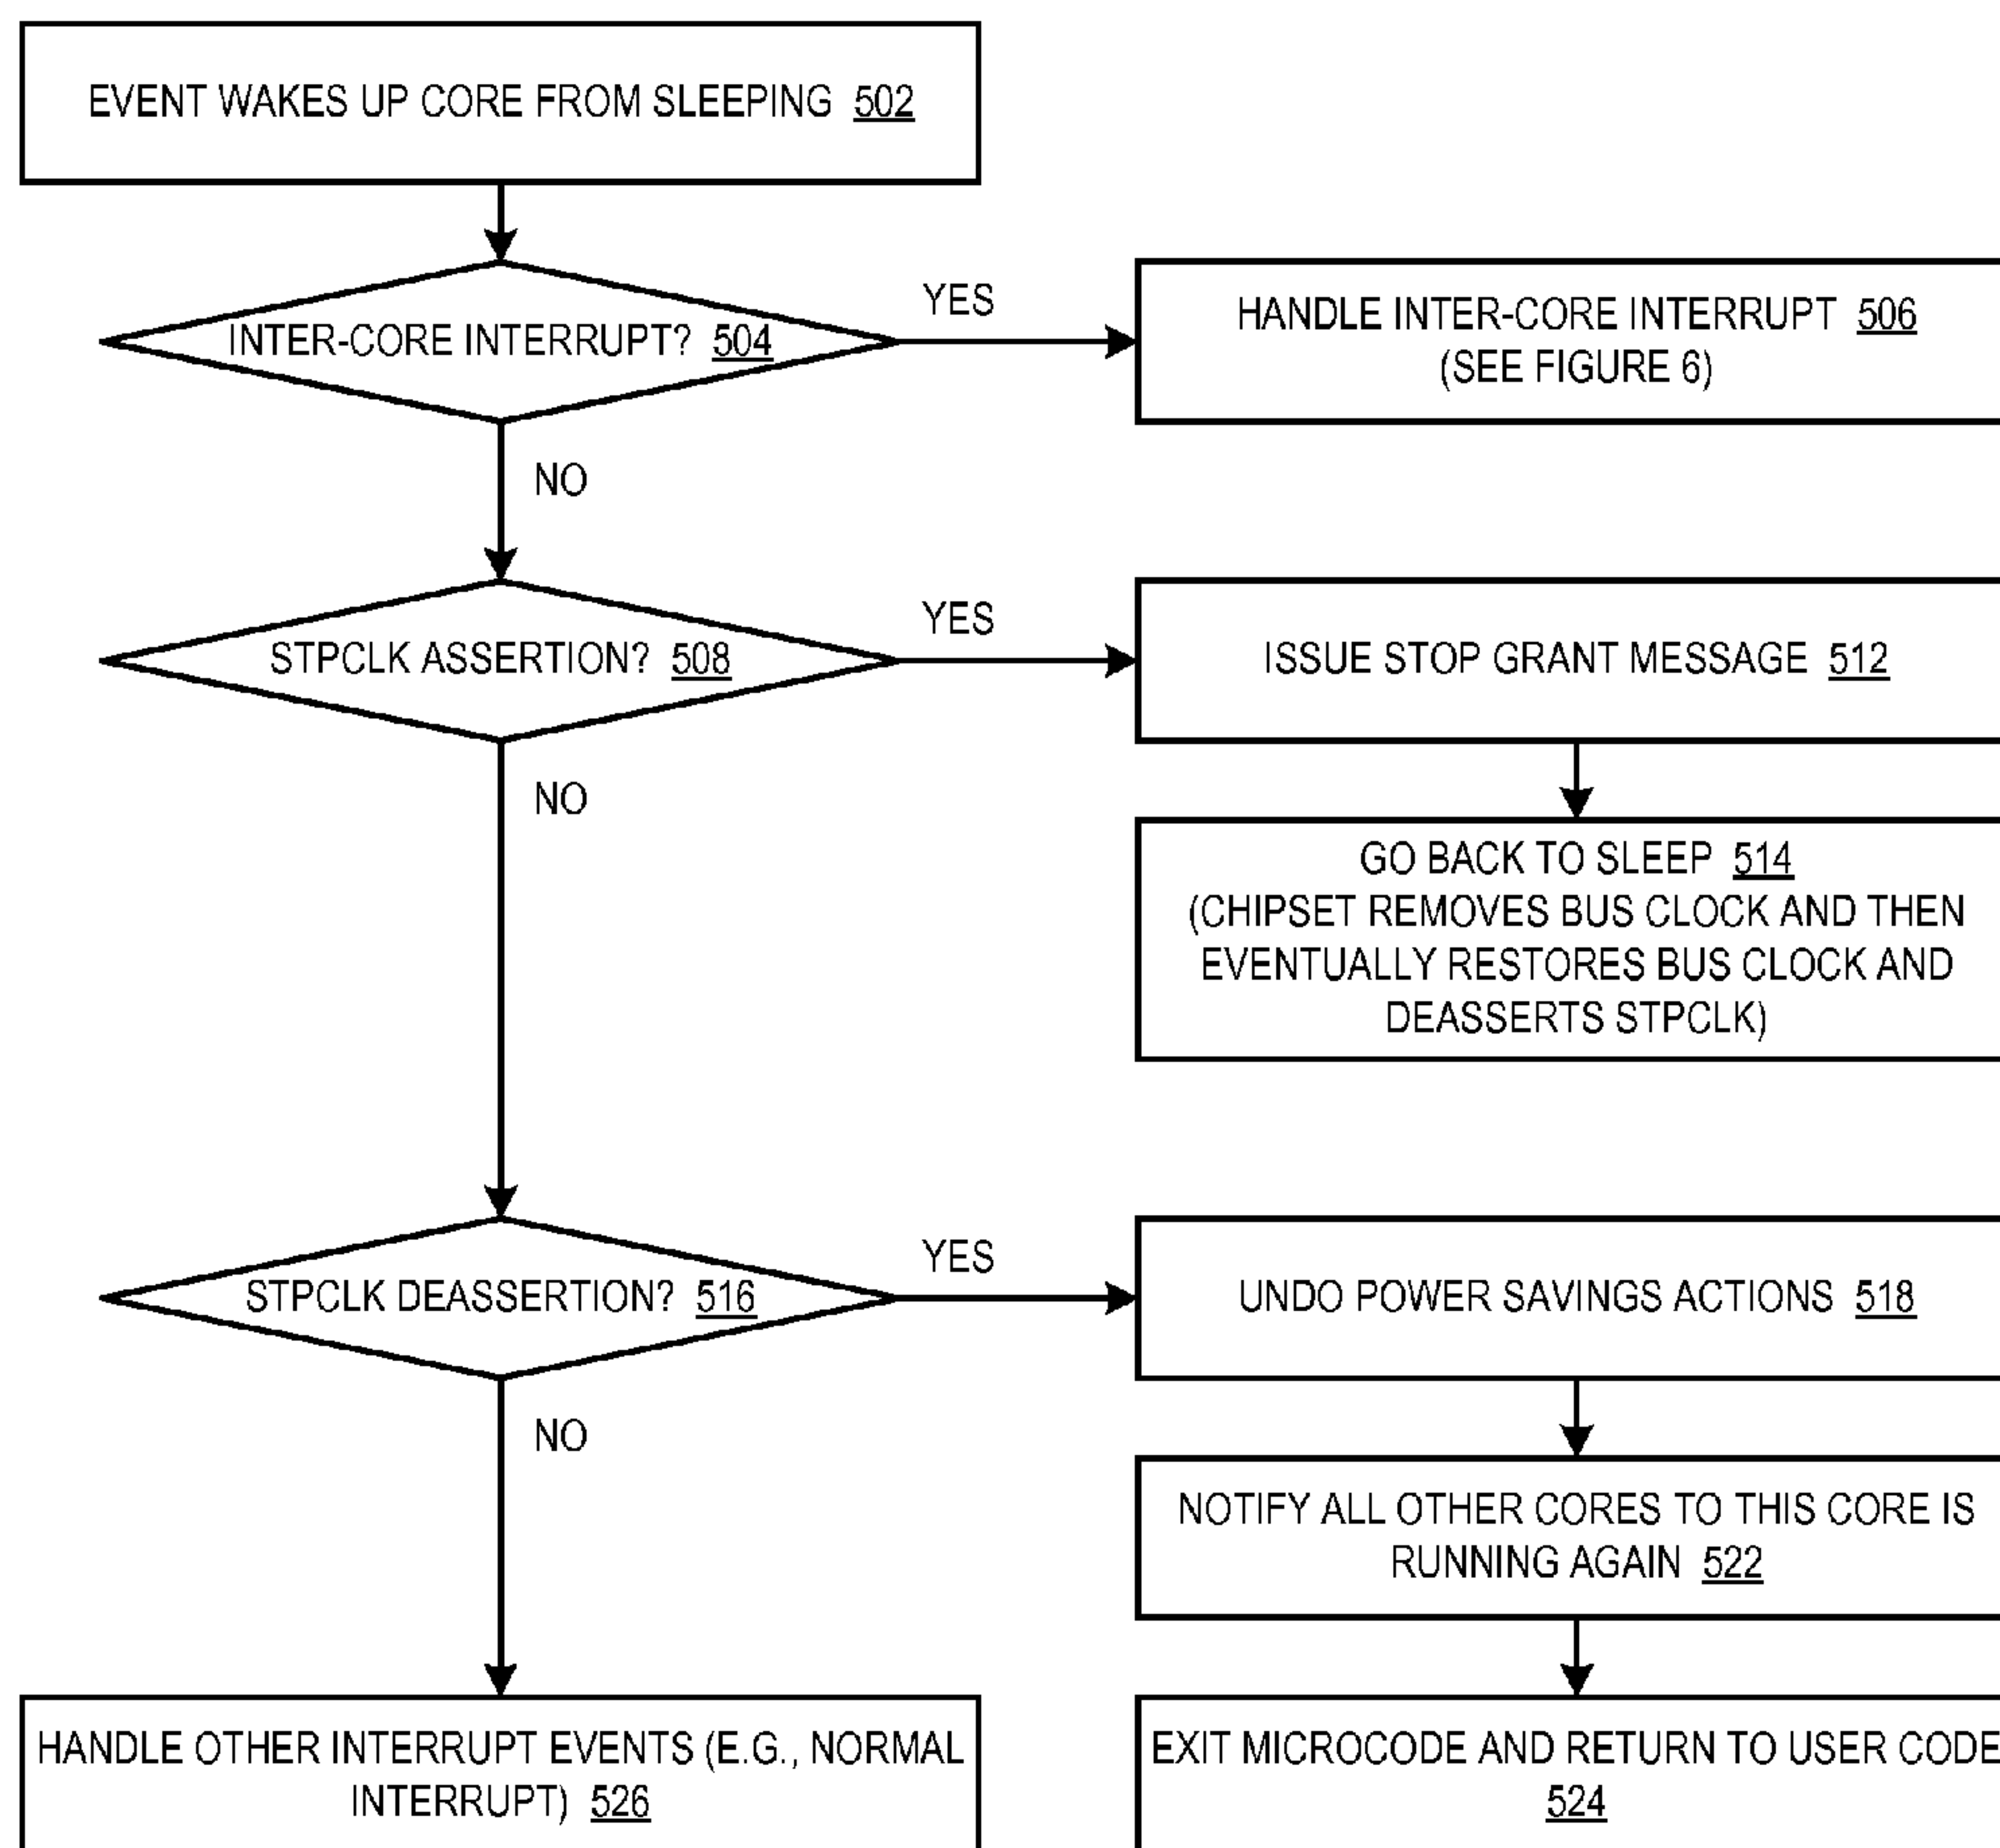 EVENT WAKES UP CORE FROM SLEEPING 502
INTER-CORE INTERRUPT? 504
YES
HANDLE INTER-CORE INTERRUPT 506
(SEE FIGURE 6)
NO
STPCLK ASSERTION? 508
YES
ISSUE STOP GRANT MESSAGE 512
NO
GO BACK TO SLEEP 514
(CHIPSET REMOVES BUS CLOCK AND THEN
EVENTUALLY RESTORES BUS CLOCK AND
DEASSERTS STPCLK)
STPCLK DEASSERTION? 516
YES
UNDO POWER SAVINGS ACTIONS 518
NO
NOTIFY ALL OTHER CORES TO THIS CORE IS
RUNNING AGAIN 522
HANDLE OTHER INTERRUPT EVENTS (E.G., NORMAL
INTERRUPT) 526
EXIT MICROCODE AND RETURN TO USER CODE
524